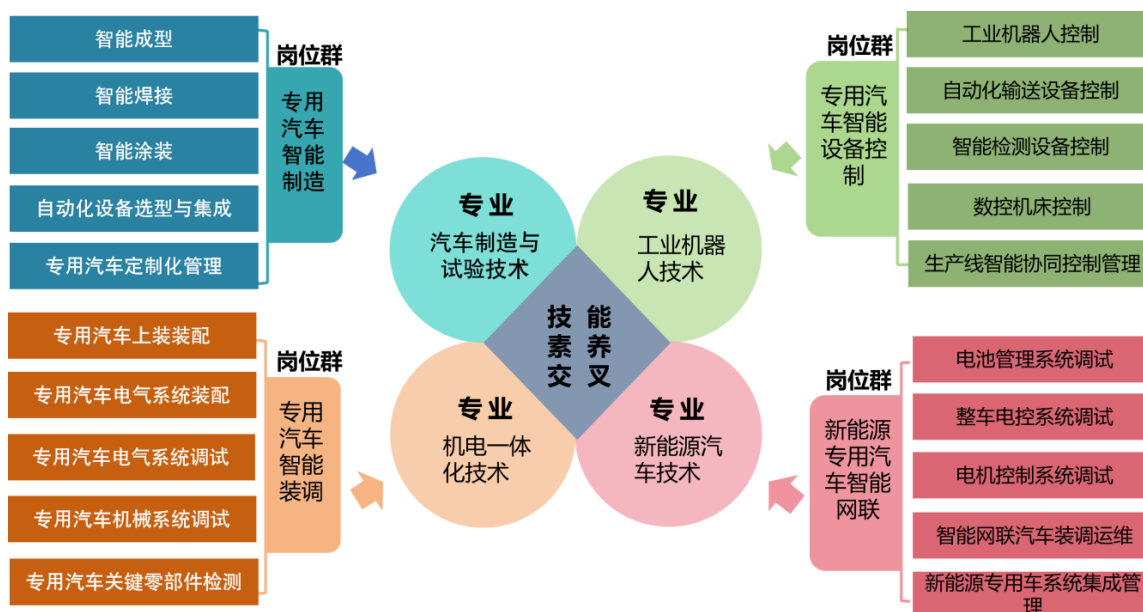 智能成型
智能焊接
智能涂装
自动化设备选型与集成
专用汽车定制化管理
岗位群
专用
汽车
智能
制造
专用汽车上装装配
专用汽车电气系统装配
专用汽车电气系统调试
专用汽车机械系统调试
专用汽车关键零部件检测
岗位群
专用
汽车
智能
装调
专业
汽车制造与
试验技术
专业
工业机器
人技术
技能
素养
交叉
专业
机电一体
化技术
专业
新能源汽
车技术
岗位群
专用汽
车智能
设备控
制
工业机器人控制
自动化输送设备控制
智能检测设备控制
数控机床控制
生产线智能协同控制管理
岗位群
新能源
专用汽
车智能
网联
电池管理系统调试
整车电控系统调试
电机控制系统调试
智能网联汽车装调运维
新能源专用车系统集成管
理